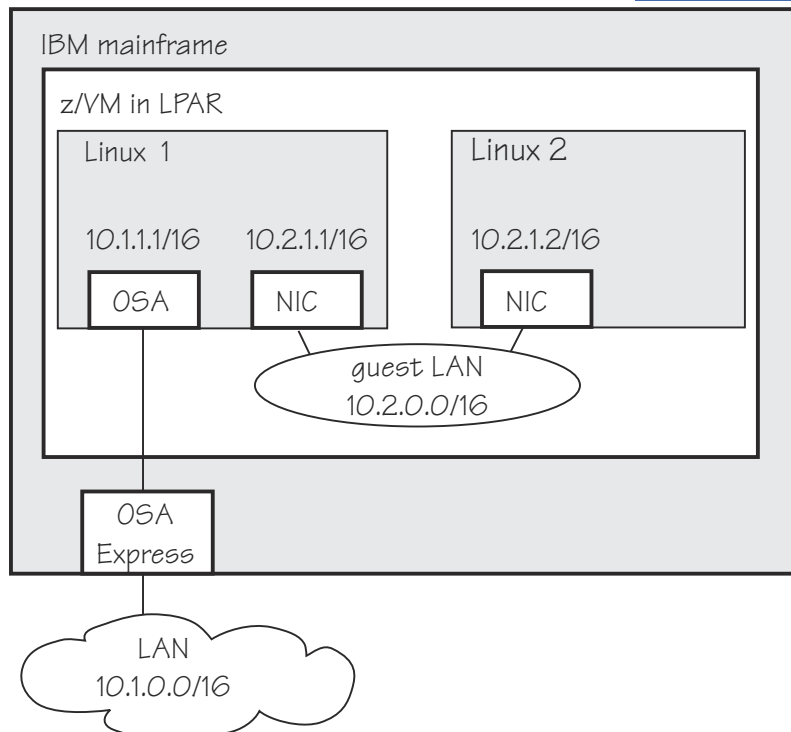 IBM mainframe
z/VM in LPAR
Linux 1
Linux 2
10.1.1.1/16
10.2.1.1/16
10.2.1.2/16
OSA
NIC
NIC
guest LAN
10.2.0.0/16
OSA
Express
LAN
10.1.0.0/16